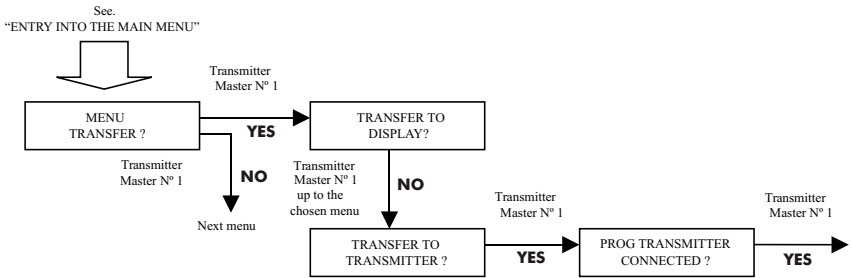 See.
“ENTRY INTO THE MAIN MENU”
Transmitter
Master Nº 1
MENU
TRANSFER ?
YES
TRANSFER TO
DISPLAY?
Transmitter
Master Nº 1
NO
Next menu
Transmitter
Master Nº 1
up to the
chosen menu
NO
Transmitter
Master Nº 1
Transmitter
Master Nº 1
TRANSFER TO
TRANSMITTER ?
YES
PROG TRANSMITTER
CONNECTED ?
YES